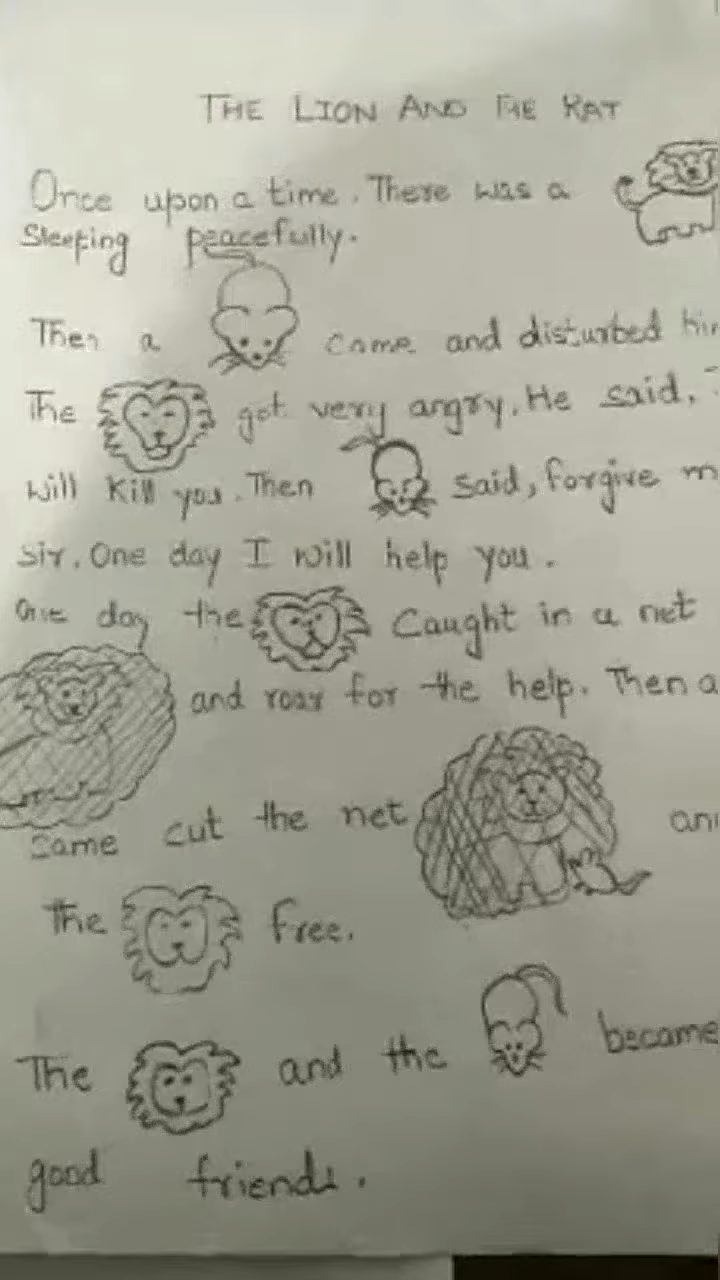 THE LION AND THE RAT
Once upon a time. There was a
Sleeping peacefully.
Then a came and disturbed
The got very angry. He said,
will kill you. Then said, forgive
sir. One day I will help you.
One day the Caught in a net
and roar for the help. Then a
came cut the net
the free.
The and the became
good friends.